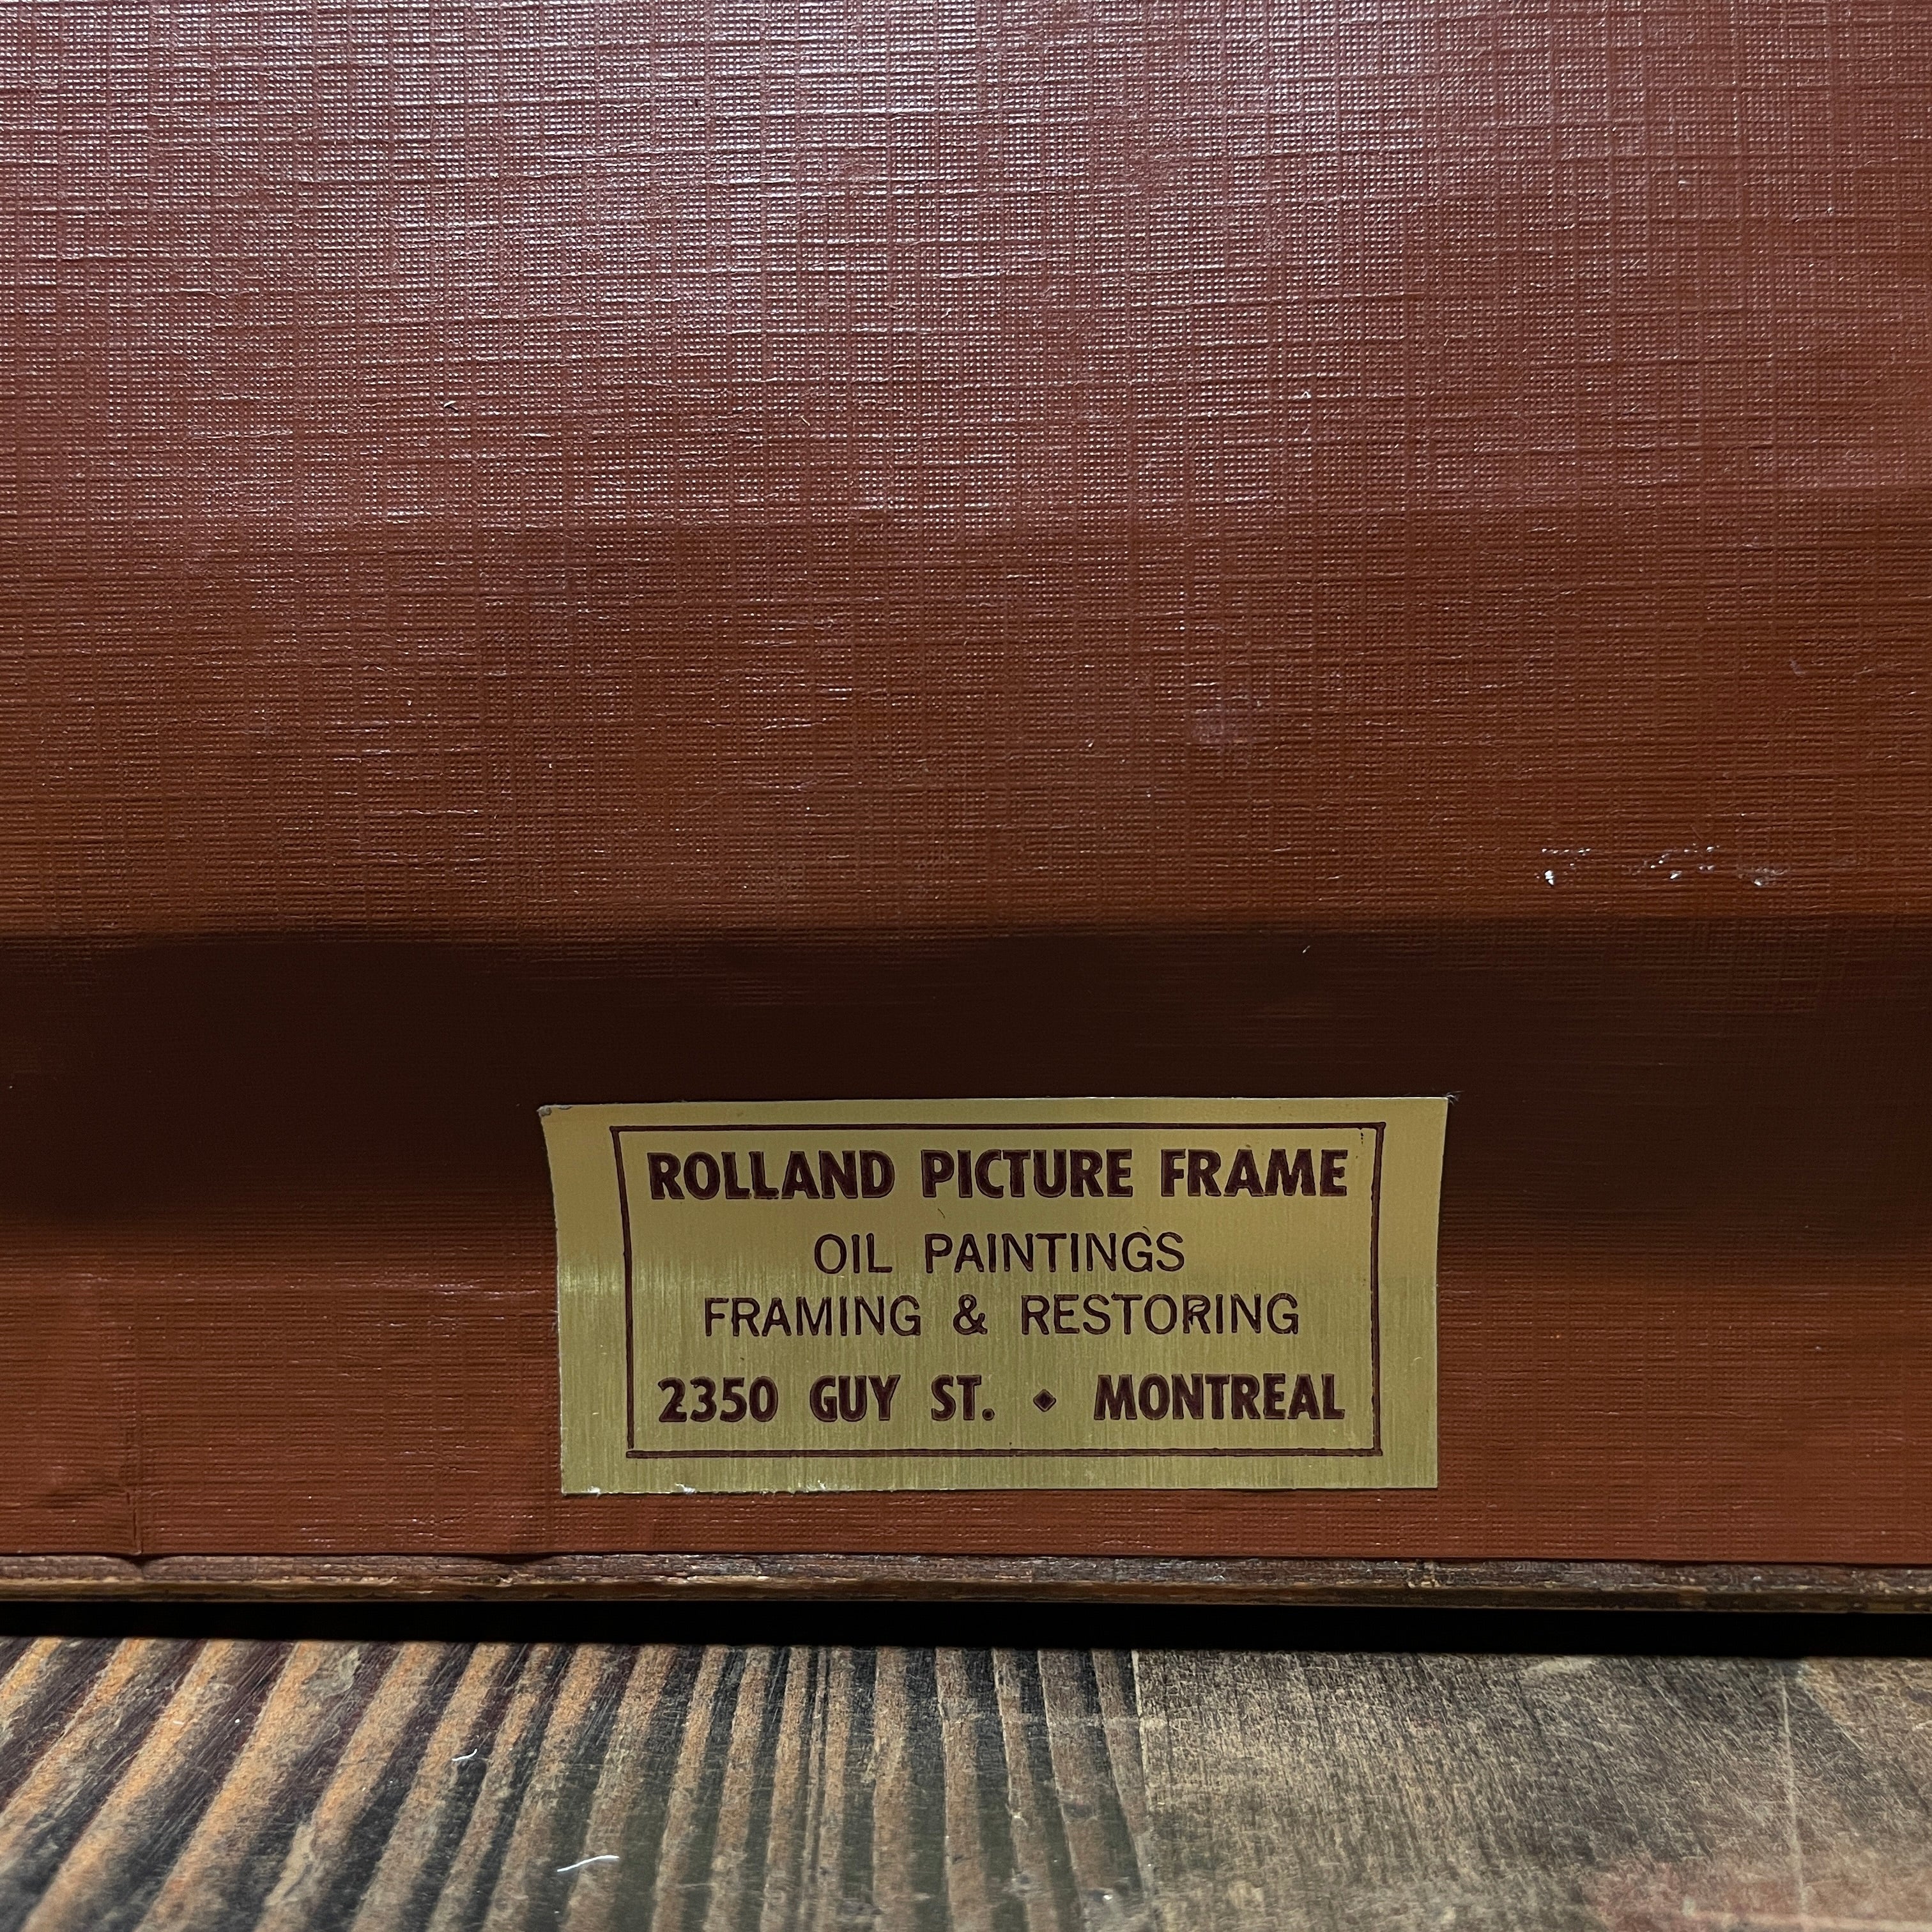 ROLLAND PICTURE FRAME
OIL PAINTINGS
FRAMING & RESTORING
2350 GUY ST. ♦ MONTREAL